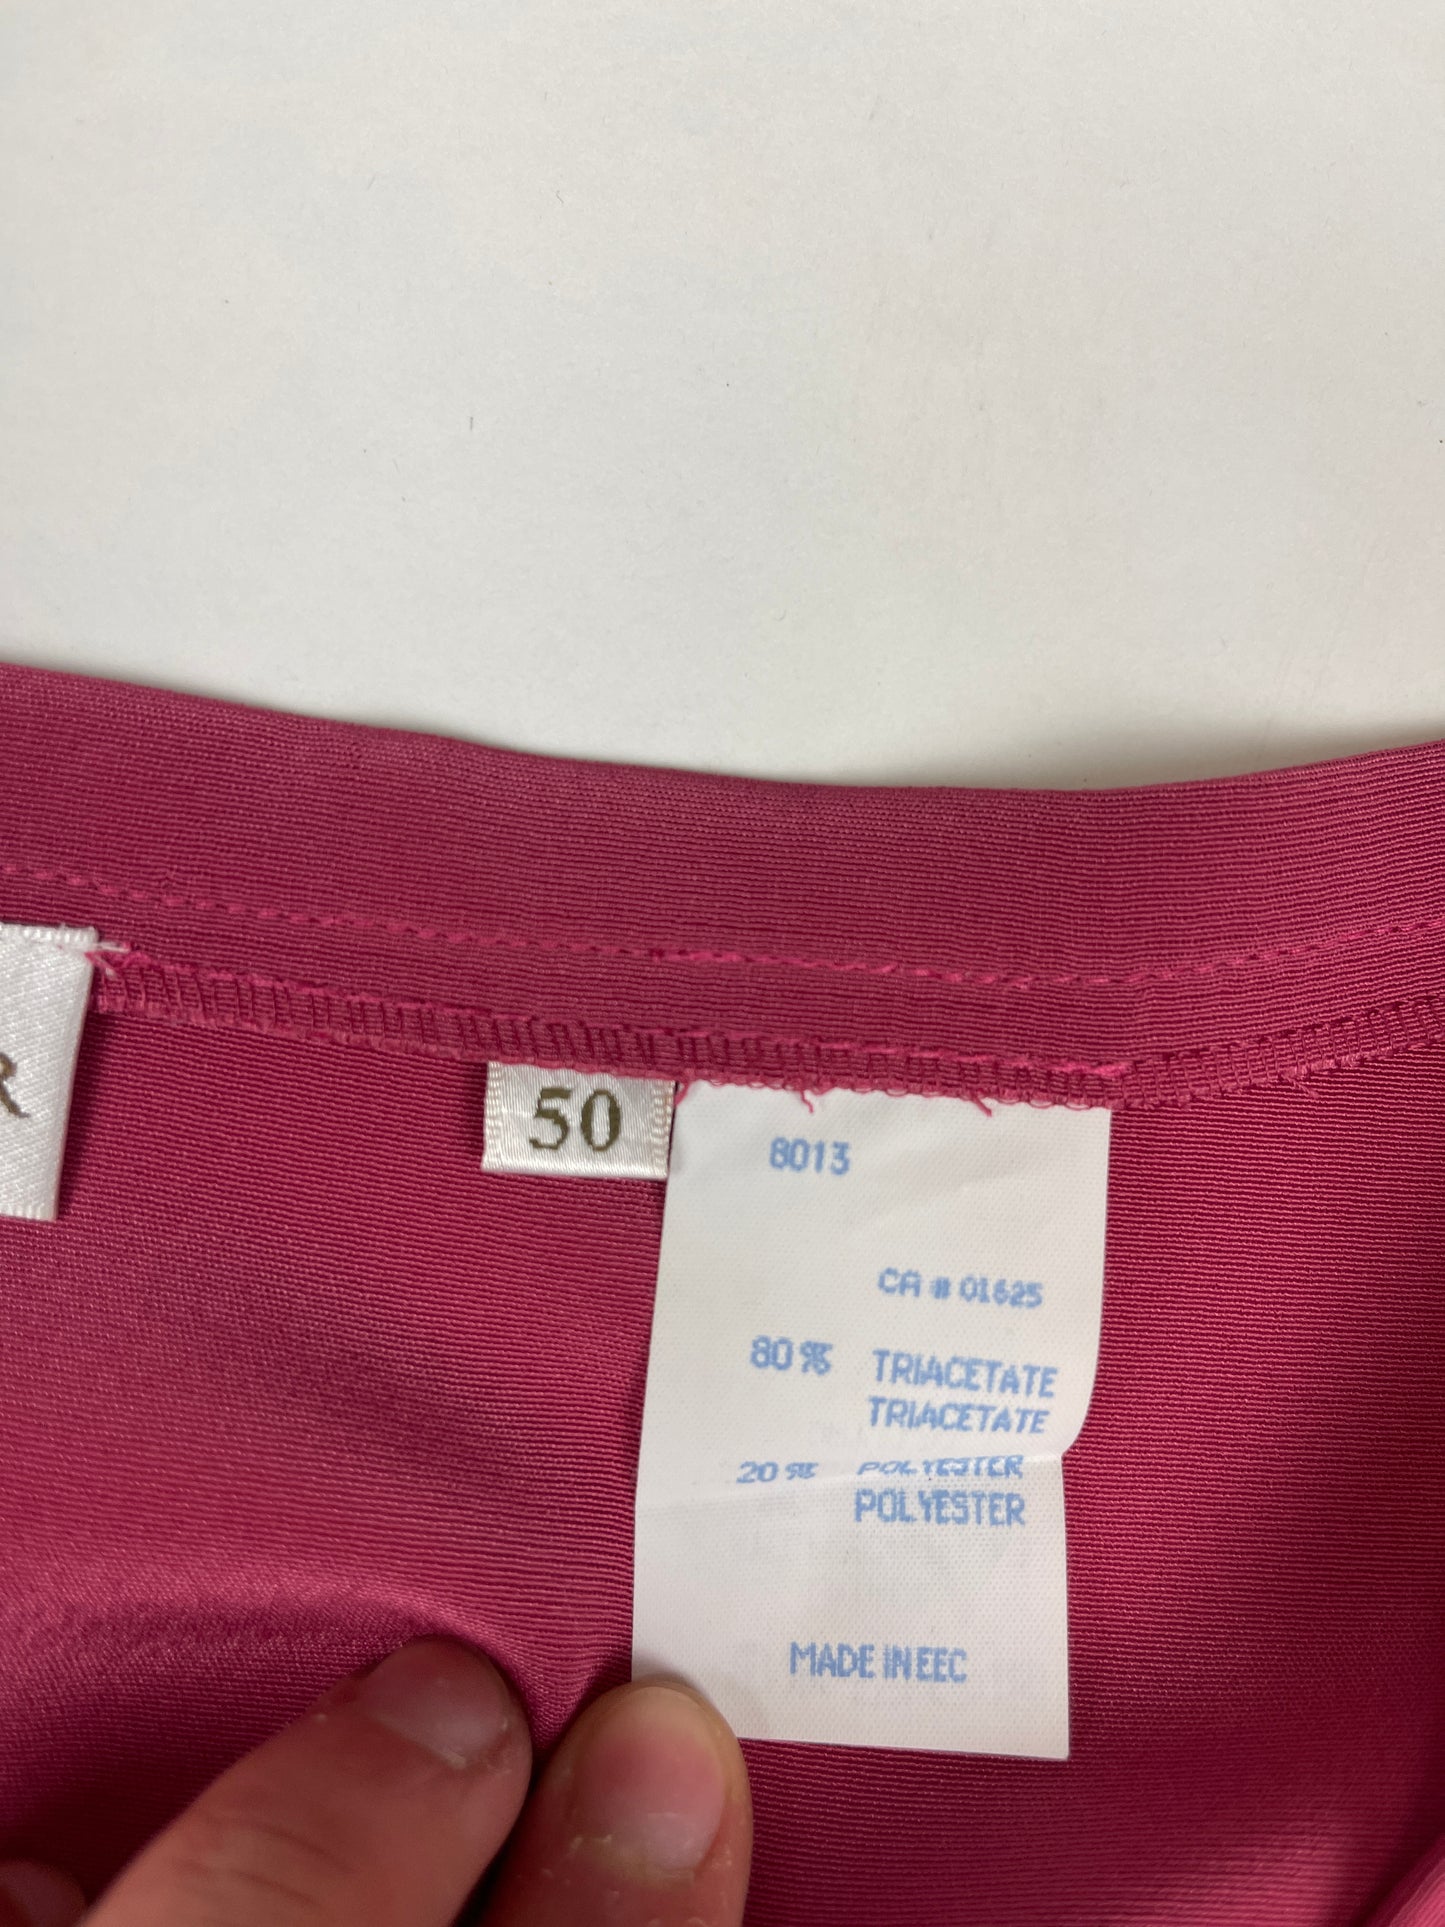 R
50
8013
CA # 01625
80% TRIACETATE
TRIACETATE
20% POLYESTER
POLYESTER
MADE IN EEC